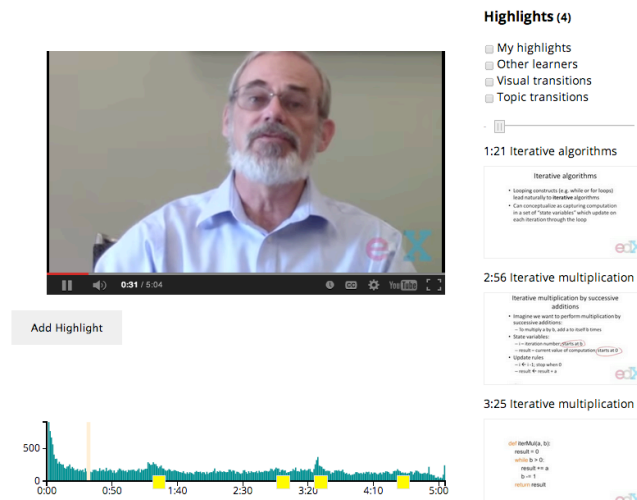 Highlights (4)
My highlights
Other learners
Visual transitions
Topic transitions
1:21 Iterative algorithms
Iterative algorithms
• Looping constructs (e.g. while or for loops)
lead naturally to iterative algorithms
• Can conceptualize as capturing computation
in a set of "state variables" which update on
each iteration through the loop
edX
2:56 Iterative multiplication
Iterative multiplication by successive
additions
• Imagine we want to perform multiplication by
successive additions:
– To multiply a by b, add a to itself b times
• State variables:
– i – iteration number; starts at b
– result – current value of computation; starts at 0
• Update rules
– i ← i -1; stop when 0
– result ← result + a
edX
3:25 Iterative multiplication
def iterMul(a, b):
result = 0
while b > 0:
result += a
b -= 1
return result
edX
e X
0:31 / 5:04
CC
YouTube
Add Highlight
500
0
0:00 0:50 1:40 2:30 3:20 4:10 5:00